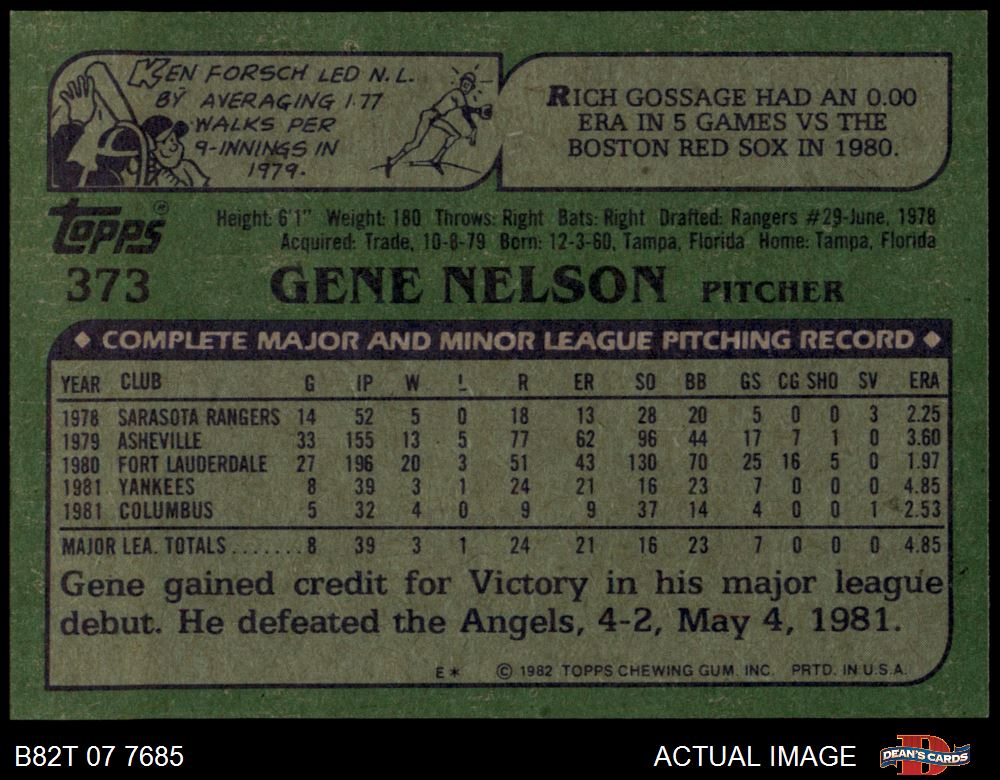 KEN FORSCH LED N.L.
BY AVERAGING 1.77
WALKS PER
9-INNINGS IN
1979.
RICH GOSSAGE HAD AN 0.00
ERA IN 5 GAMES VS THE
BOSTON RED SOX IN 1980.
TOPPS®
Height: 6'1" Weight: 180 Throws: Right Bats: Right Drafted: Rangers #29-June, 1978
Acquired: Trade, 10-8-79 Born: 12-3-60, Tampa, Florida Home: Tampa, Florida
373 GENE NELSON PITCHER
◆ COMPLETE MAJOR AND MINOR LEAGUE PITCHING RECORD ◆
YEAR CLUB G IP W L R ER SO BB GS CG SHO SV ERA
1978 SARASOTA RANGERS 14 52 5 0 18 13 28 20 5 0 0 3 2.25
1979 ASHEVILLE 33 155 13 5 77 62 96 44 17 7 1 0 3.60
1980 FORT LAUDERDALE 27 196 20 3 51 43 130 70 25 16 5 0 1.97
1981 YANKEES 8 39 3 1 24 21 16 23 7 0 0 0 4.85
1981 COLUMBUS 5 32 4 0 9 9 37 14 4 0 0 1 2.53
MAJOR LEA. TOTALS.......8 39 3 1 24 21 16 23 7 0 0 0 4.85
Gene gained credit for Victory in his major league
debut. He defeated the Angels, 4-2, May 4, 1981.
E* © 1982 TOPPS CHEWING GUM, INC. PRTD. IN U.S.A.
B82T 07 7685 ACTUAL IMAGE DEAN'S CARDS